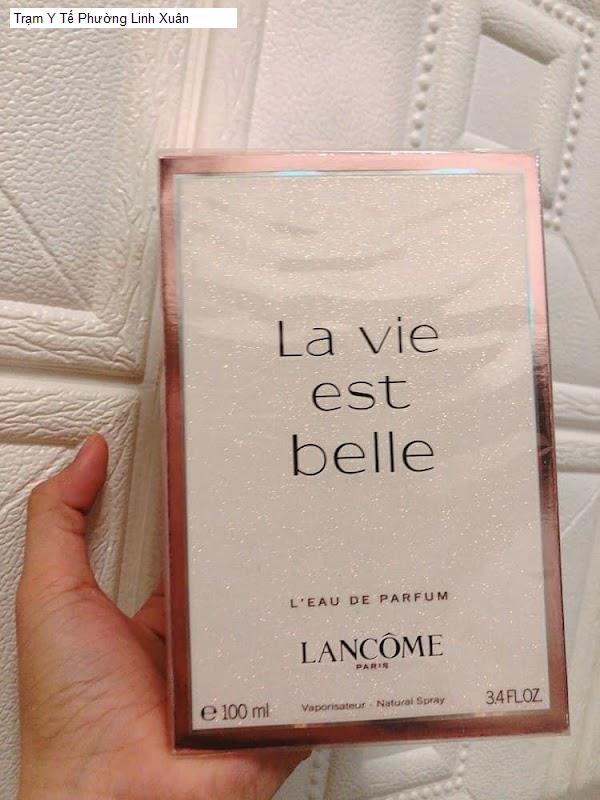 Trạm Y Tế Phường Linh Xuân
La vie
est
belle
L'EAU DE PARFUM
LANCÔME
PARIS
℮ 100 ml Vaporisateur - Natural Spray 3.4 FL.OZ.